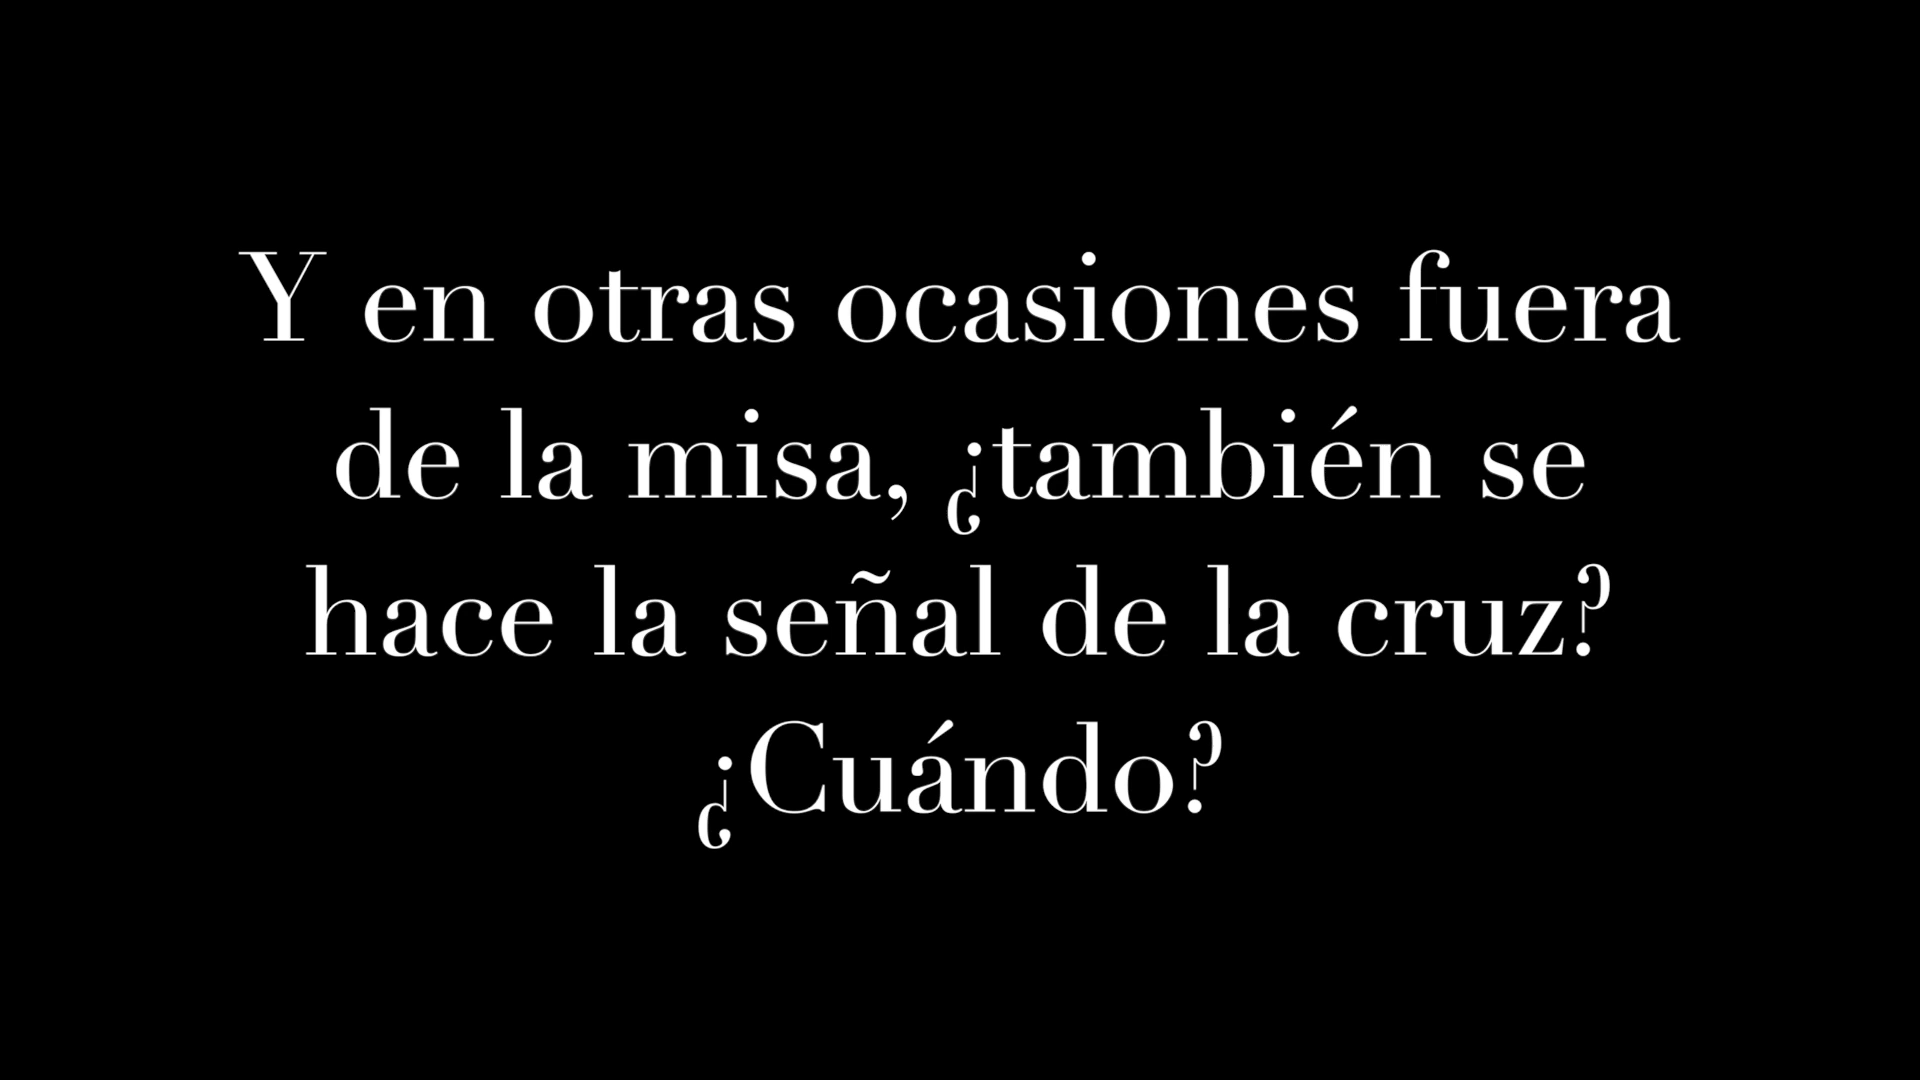 Y en otras ocasiones fuera
de la misa, ¿también se
hace la señal de la cruz?
¿Cuándo?